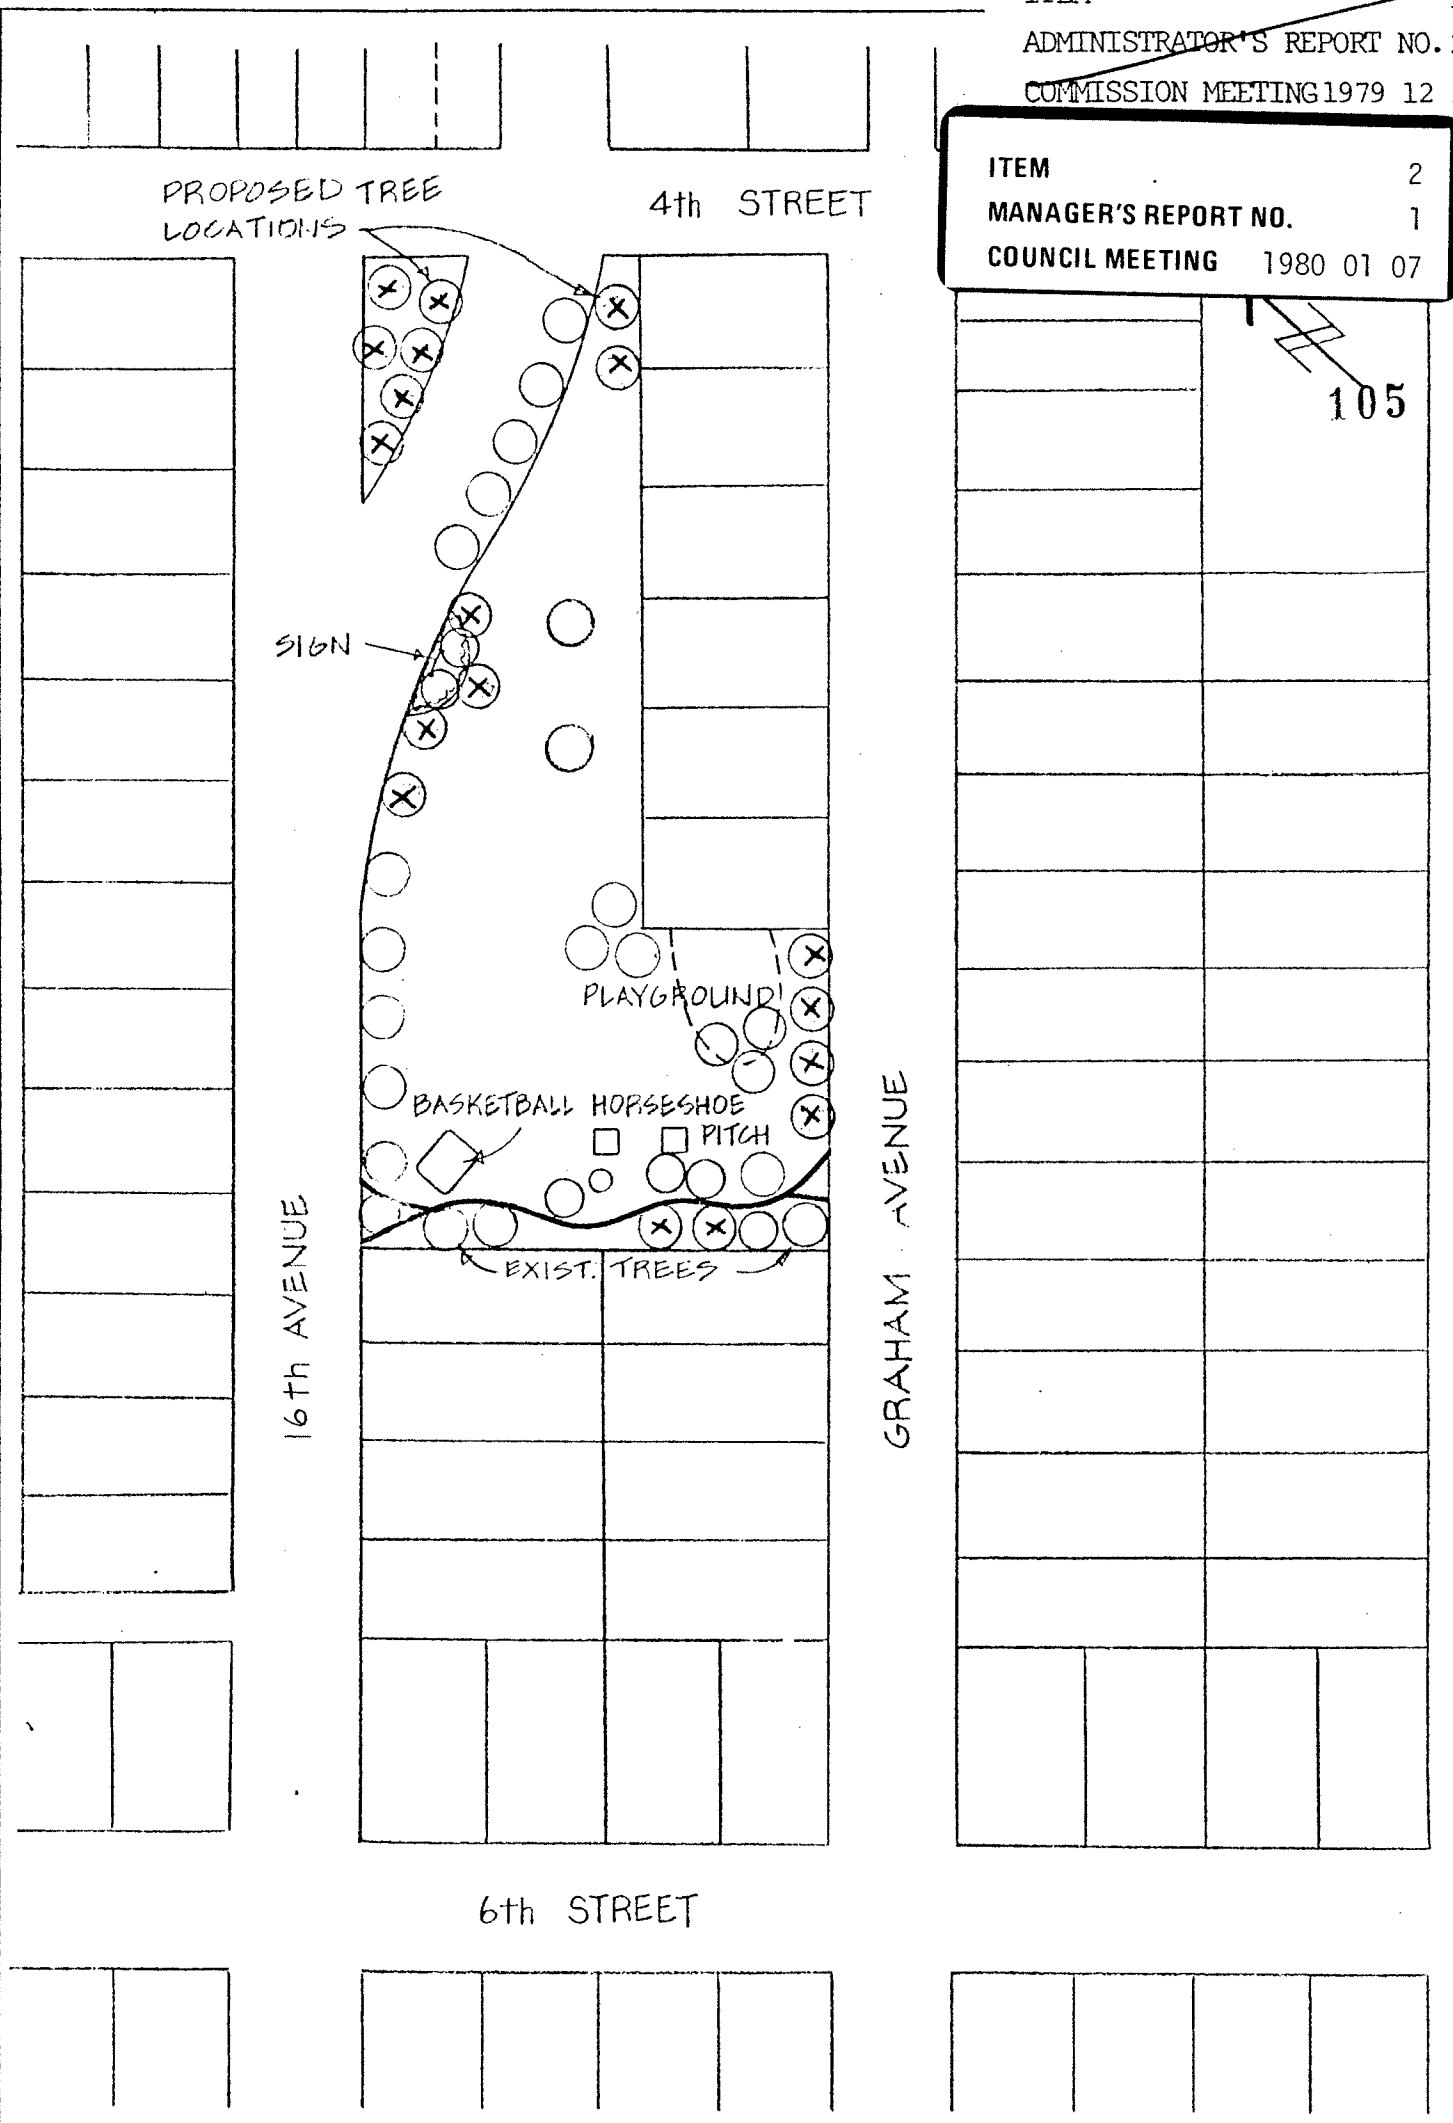 ADMINISTRATOR'S REPORT NO.
COMMISSION MEETING 1979 12
ITEM 2
MANAGER'S REPORT NO. 1
COUNCIL MEETING 1980 01 07
105
PROPOSED TREE
LOCATIONS
4th STREET
SIGN
PLAYGROUND
BASKETBALL HORSESHOE
PITCH
EXIST. TREES
16th AVENUE
GRAHAM AVENUE
6th STREET